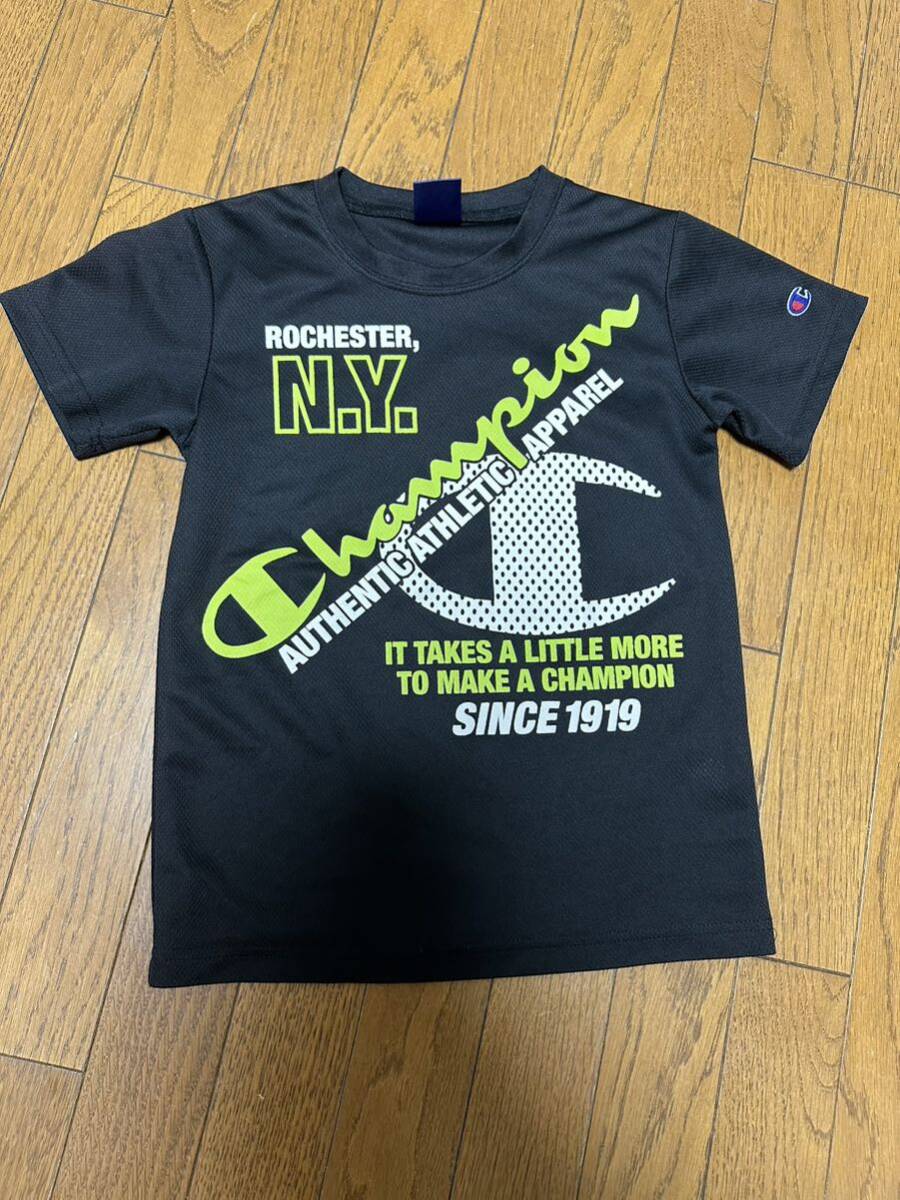 ROCHESTER,
N.Y.
Champion
AUTHENTIC ATHLETIC APPAREL
IT TAKES A LITTLE MORE
TO MAKE A CHAMPION
SINCE 1919